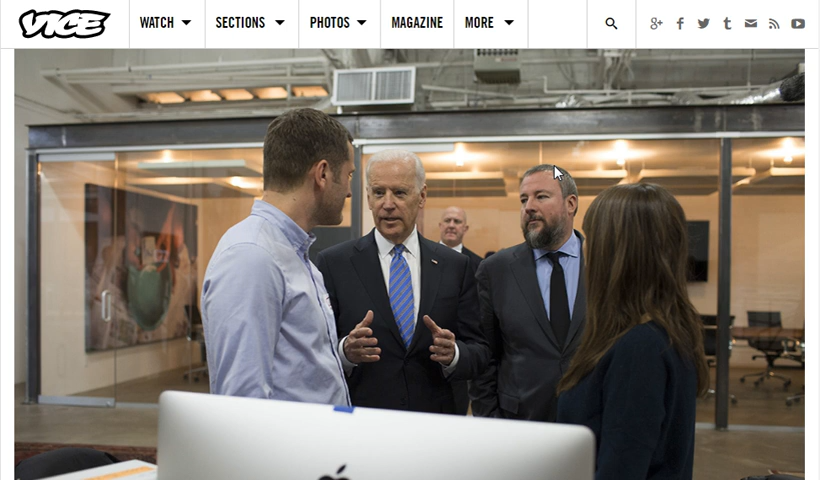 VICE
WATCH
SECTIONS
PHOTOS
MAGAZINE
MORE